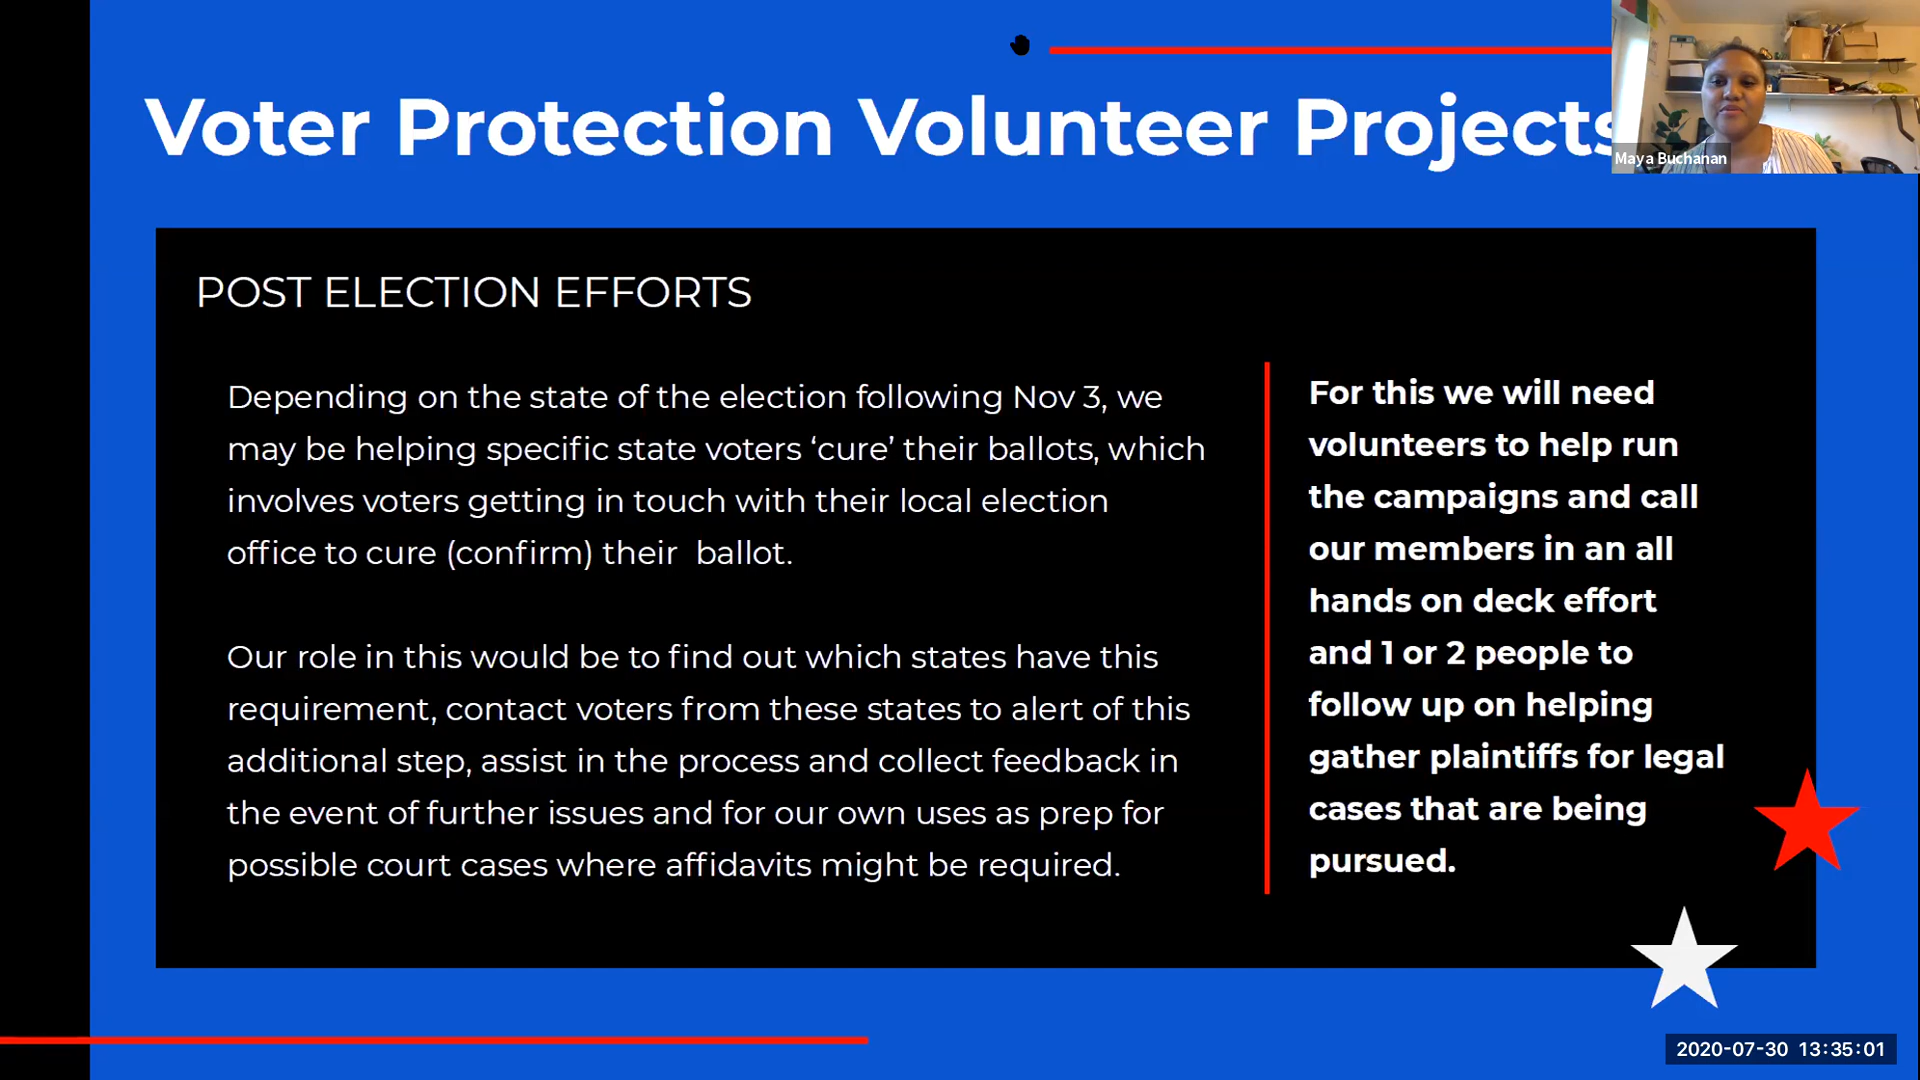 Voter Protection Volunteer Projects
Maya Buchanan
POST ELECTION EFFORTS
Depending on the state of the election following Nov 3, we
may be helping specific state voters ‘cure’ their ballots, which
involves voters getting in touch with their local election
office to cure (confirm) their  ballot.
Our role in this would be to find out which states have this
requirement, contact voters from these states to alert of this
additional step, assist in the process and collect feedback in
the event of further issues and for our own uses as prep for
possible court cases where affidavits might be required.
For this we will need
volunteers to help run
the campaigns and call
our members in an all
hands on deck effort
and 1 or 2 people to
follow up on helping
gather plaintiffs for legal
cases that are being
pursued.
2020-07-30 13:35:01